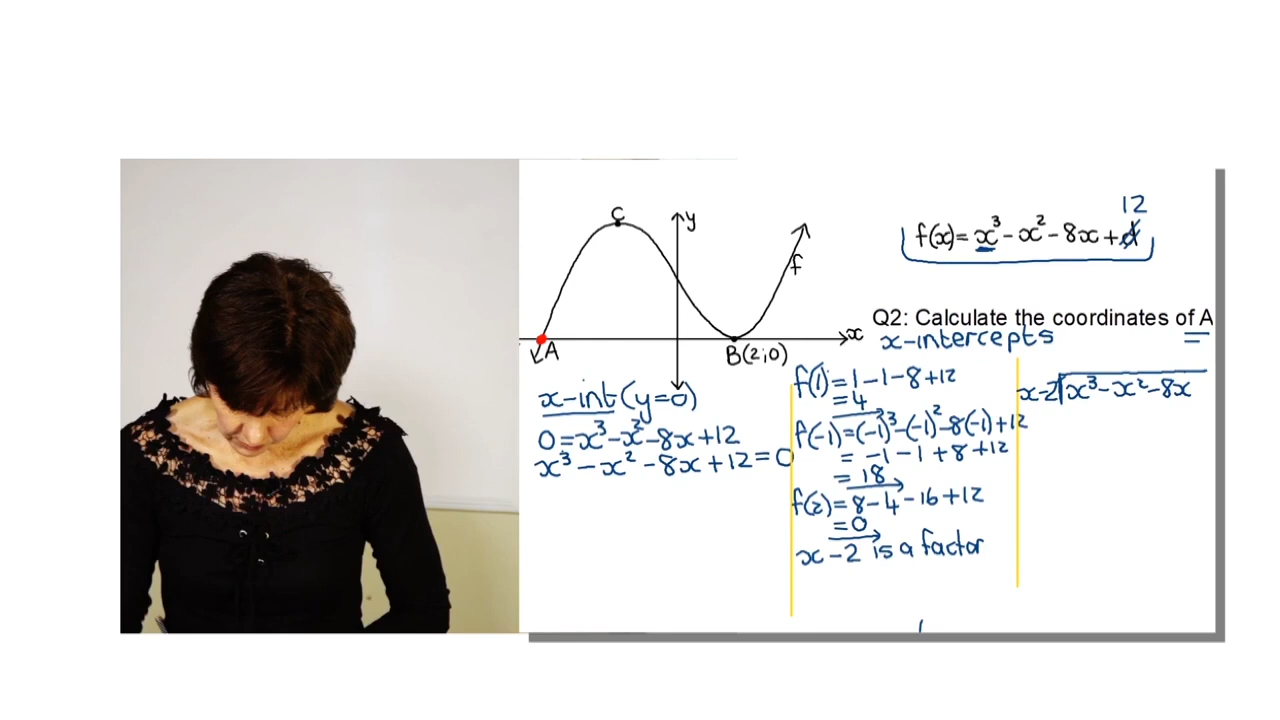 12
f(x)= x³ - x² - 8x + d
Q2: Calculate the coordinates of A
x-intercepts
C
y
f
x
A
B(2;0)
x-int (y=0)
0 = x³ - x² - 8x + 12
x³ - x² - 8x + 12 = 0
f(1) = 1 - 1 - 8 + 12
= 4
f(-1) = (-1)³ - (-1)² - 8(-1) + 12
= -1 - 1 + 8 + 12
= 18
f(2) = 8 - 4 - 16 + 12
= 0
x - 2 is a factor
x-2 x³ - x² - 8x